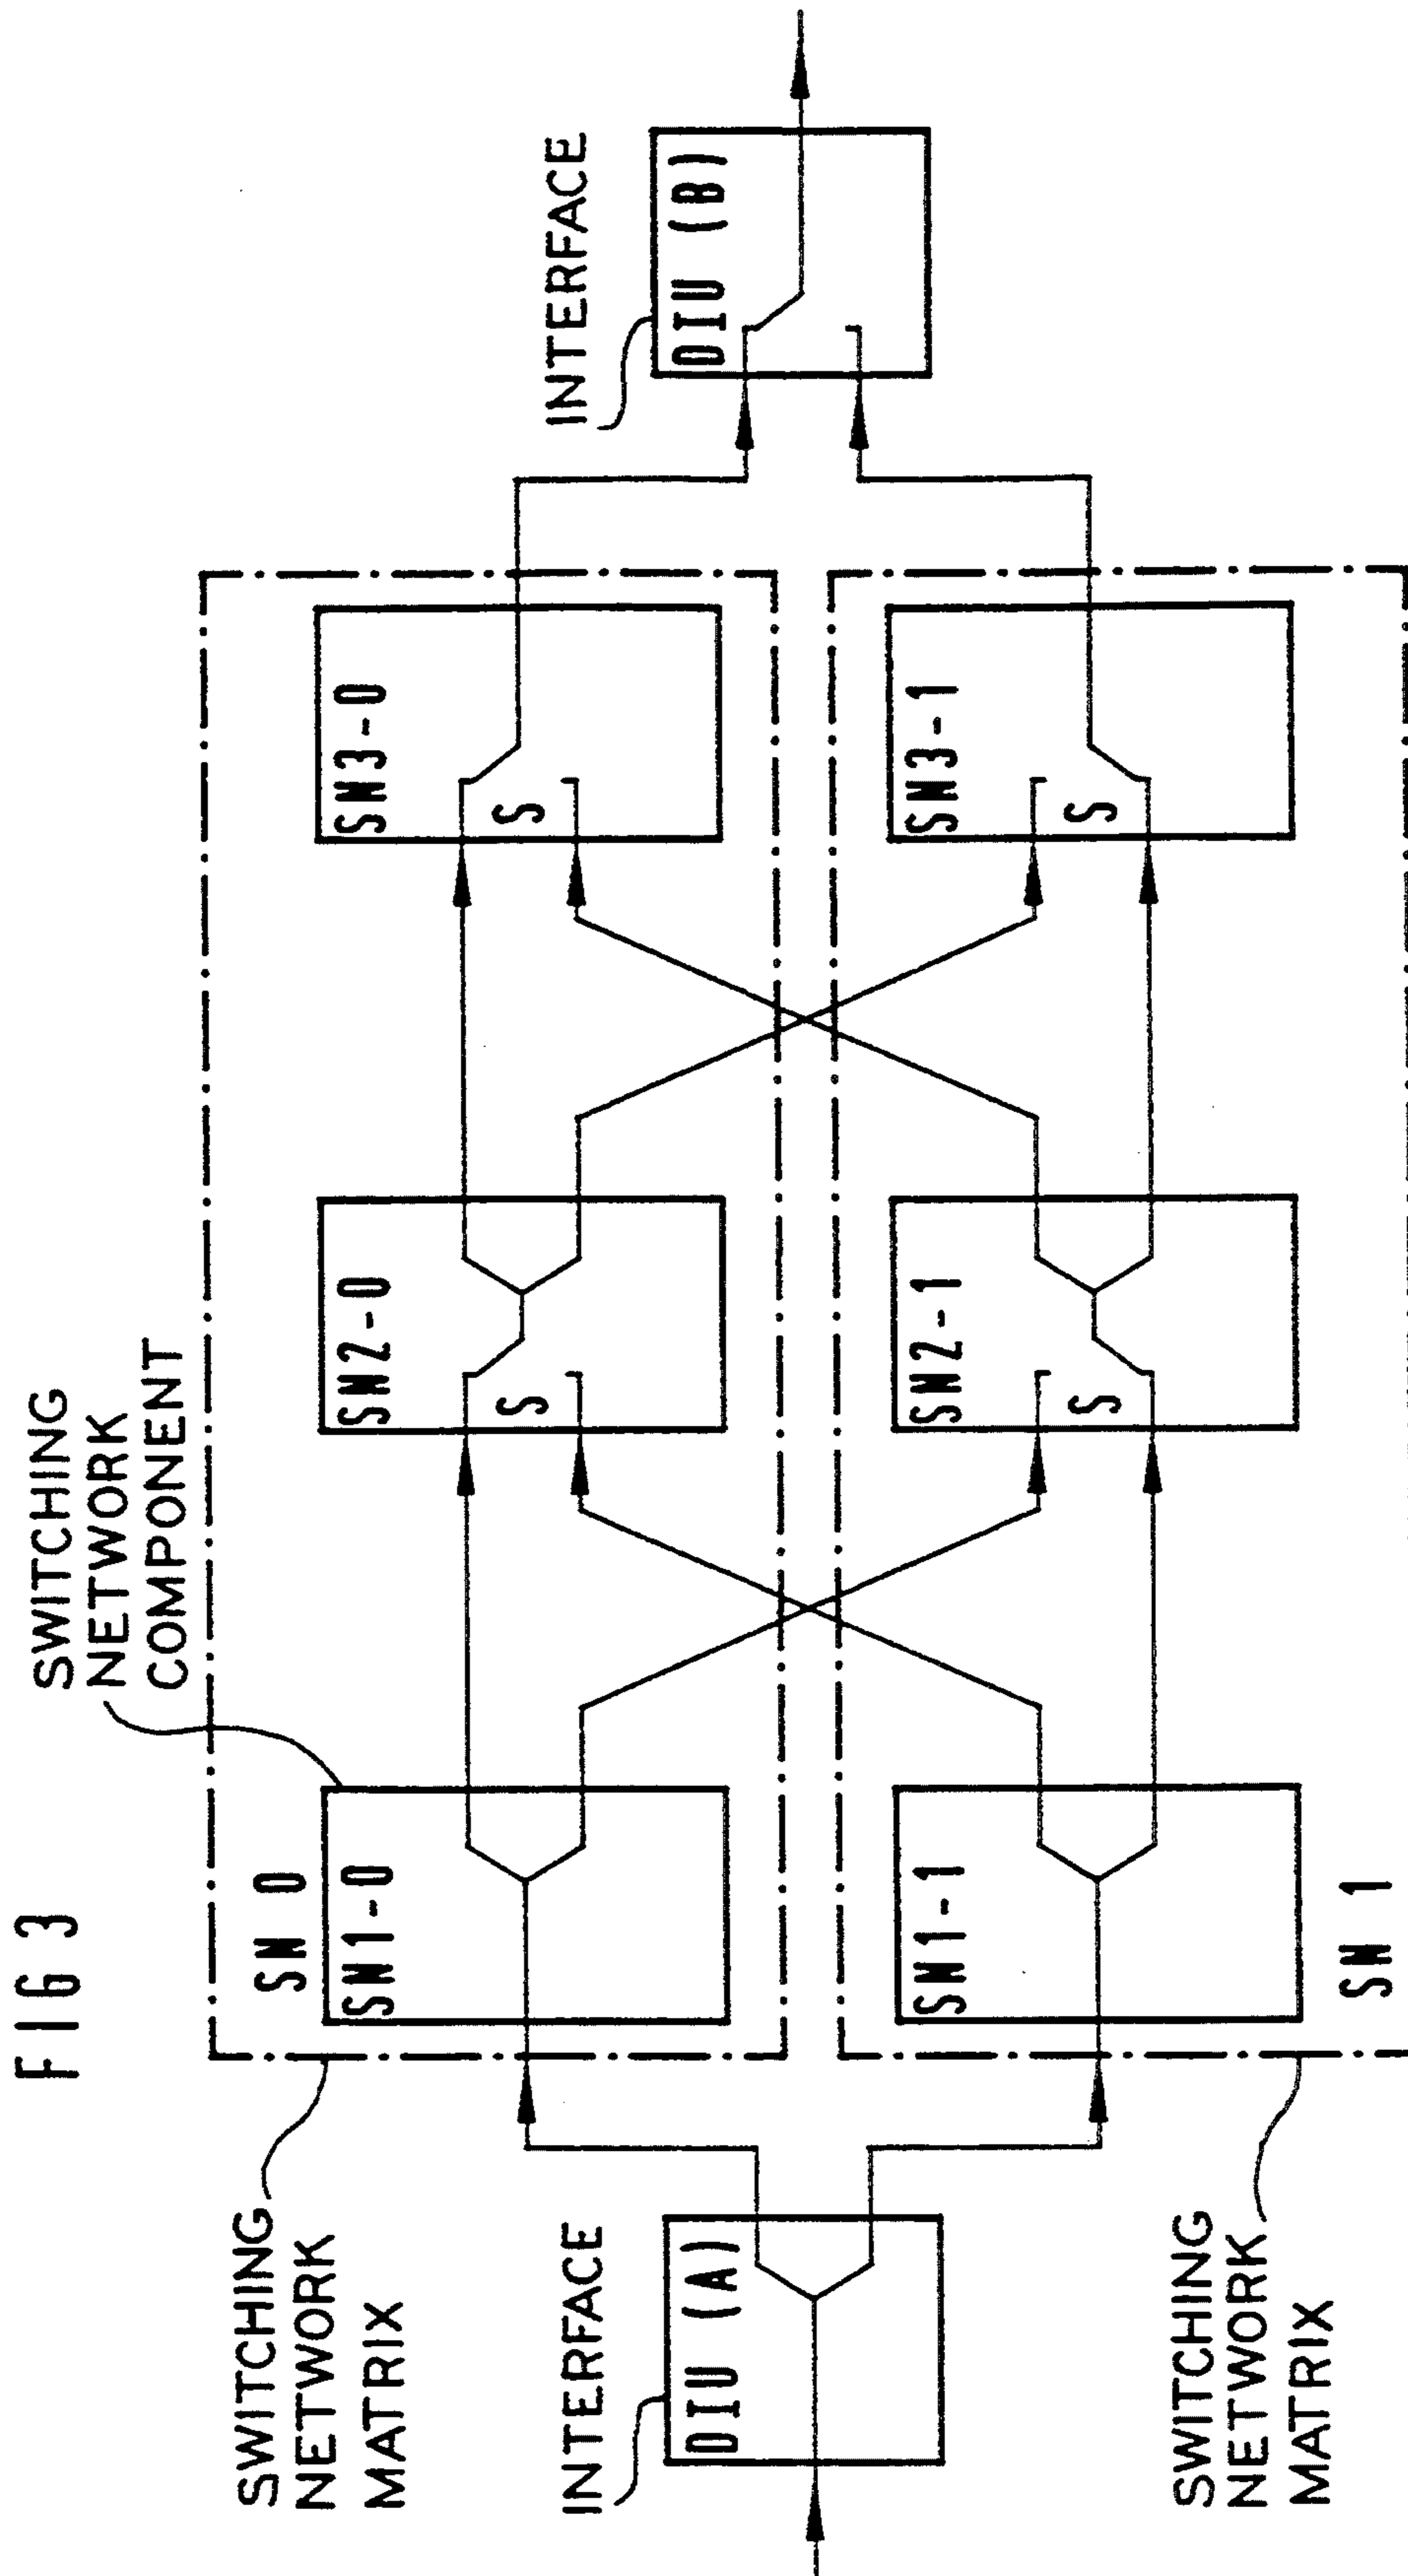 FIG 3
SWITCHING
NETWORK
COMPONENT
SWITCHING
NETWORK
MATRIX
SN 0
SN1-0
SN2-0
S
SN3-0
S
INTERFACE
DIU (A)
INTERFACE
DIU (B)
SN1-1
SN2-1
S
SN3-1
S
SN 1
SWITCHING
NETWORK
MATRIX